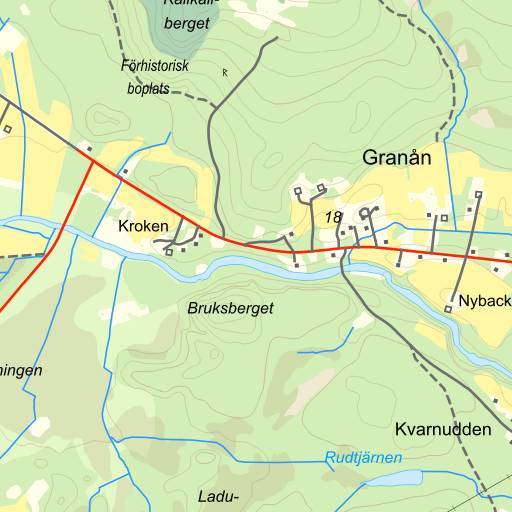 berget
Förhistorisk
boplats
R
Granån
18
Kroken
Bruksberget
Nyback
ningen
Kvarnudden
Rudtjärnen
Ladu-